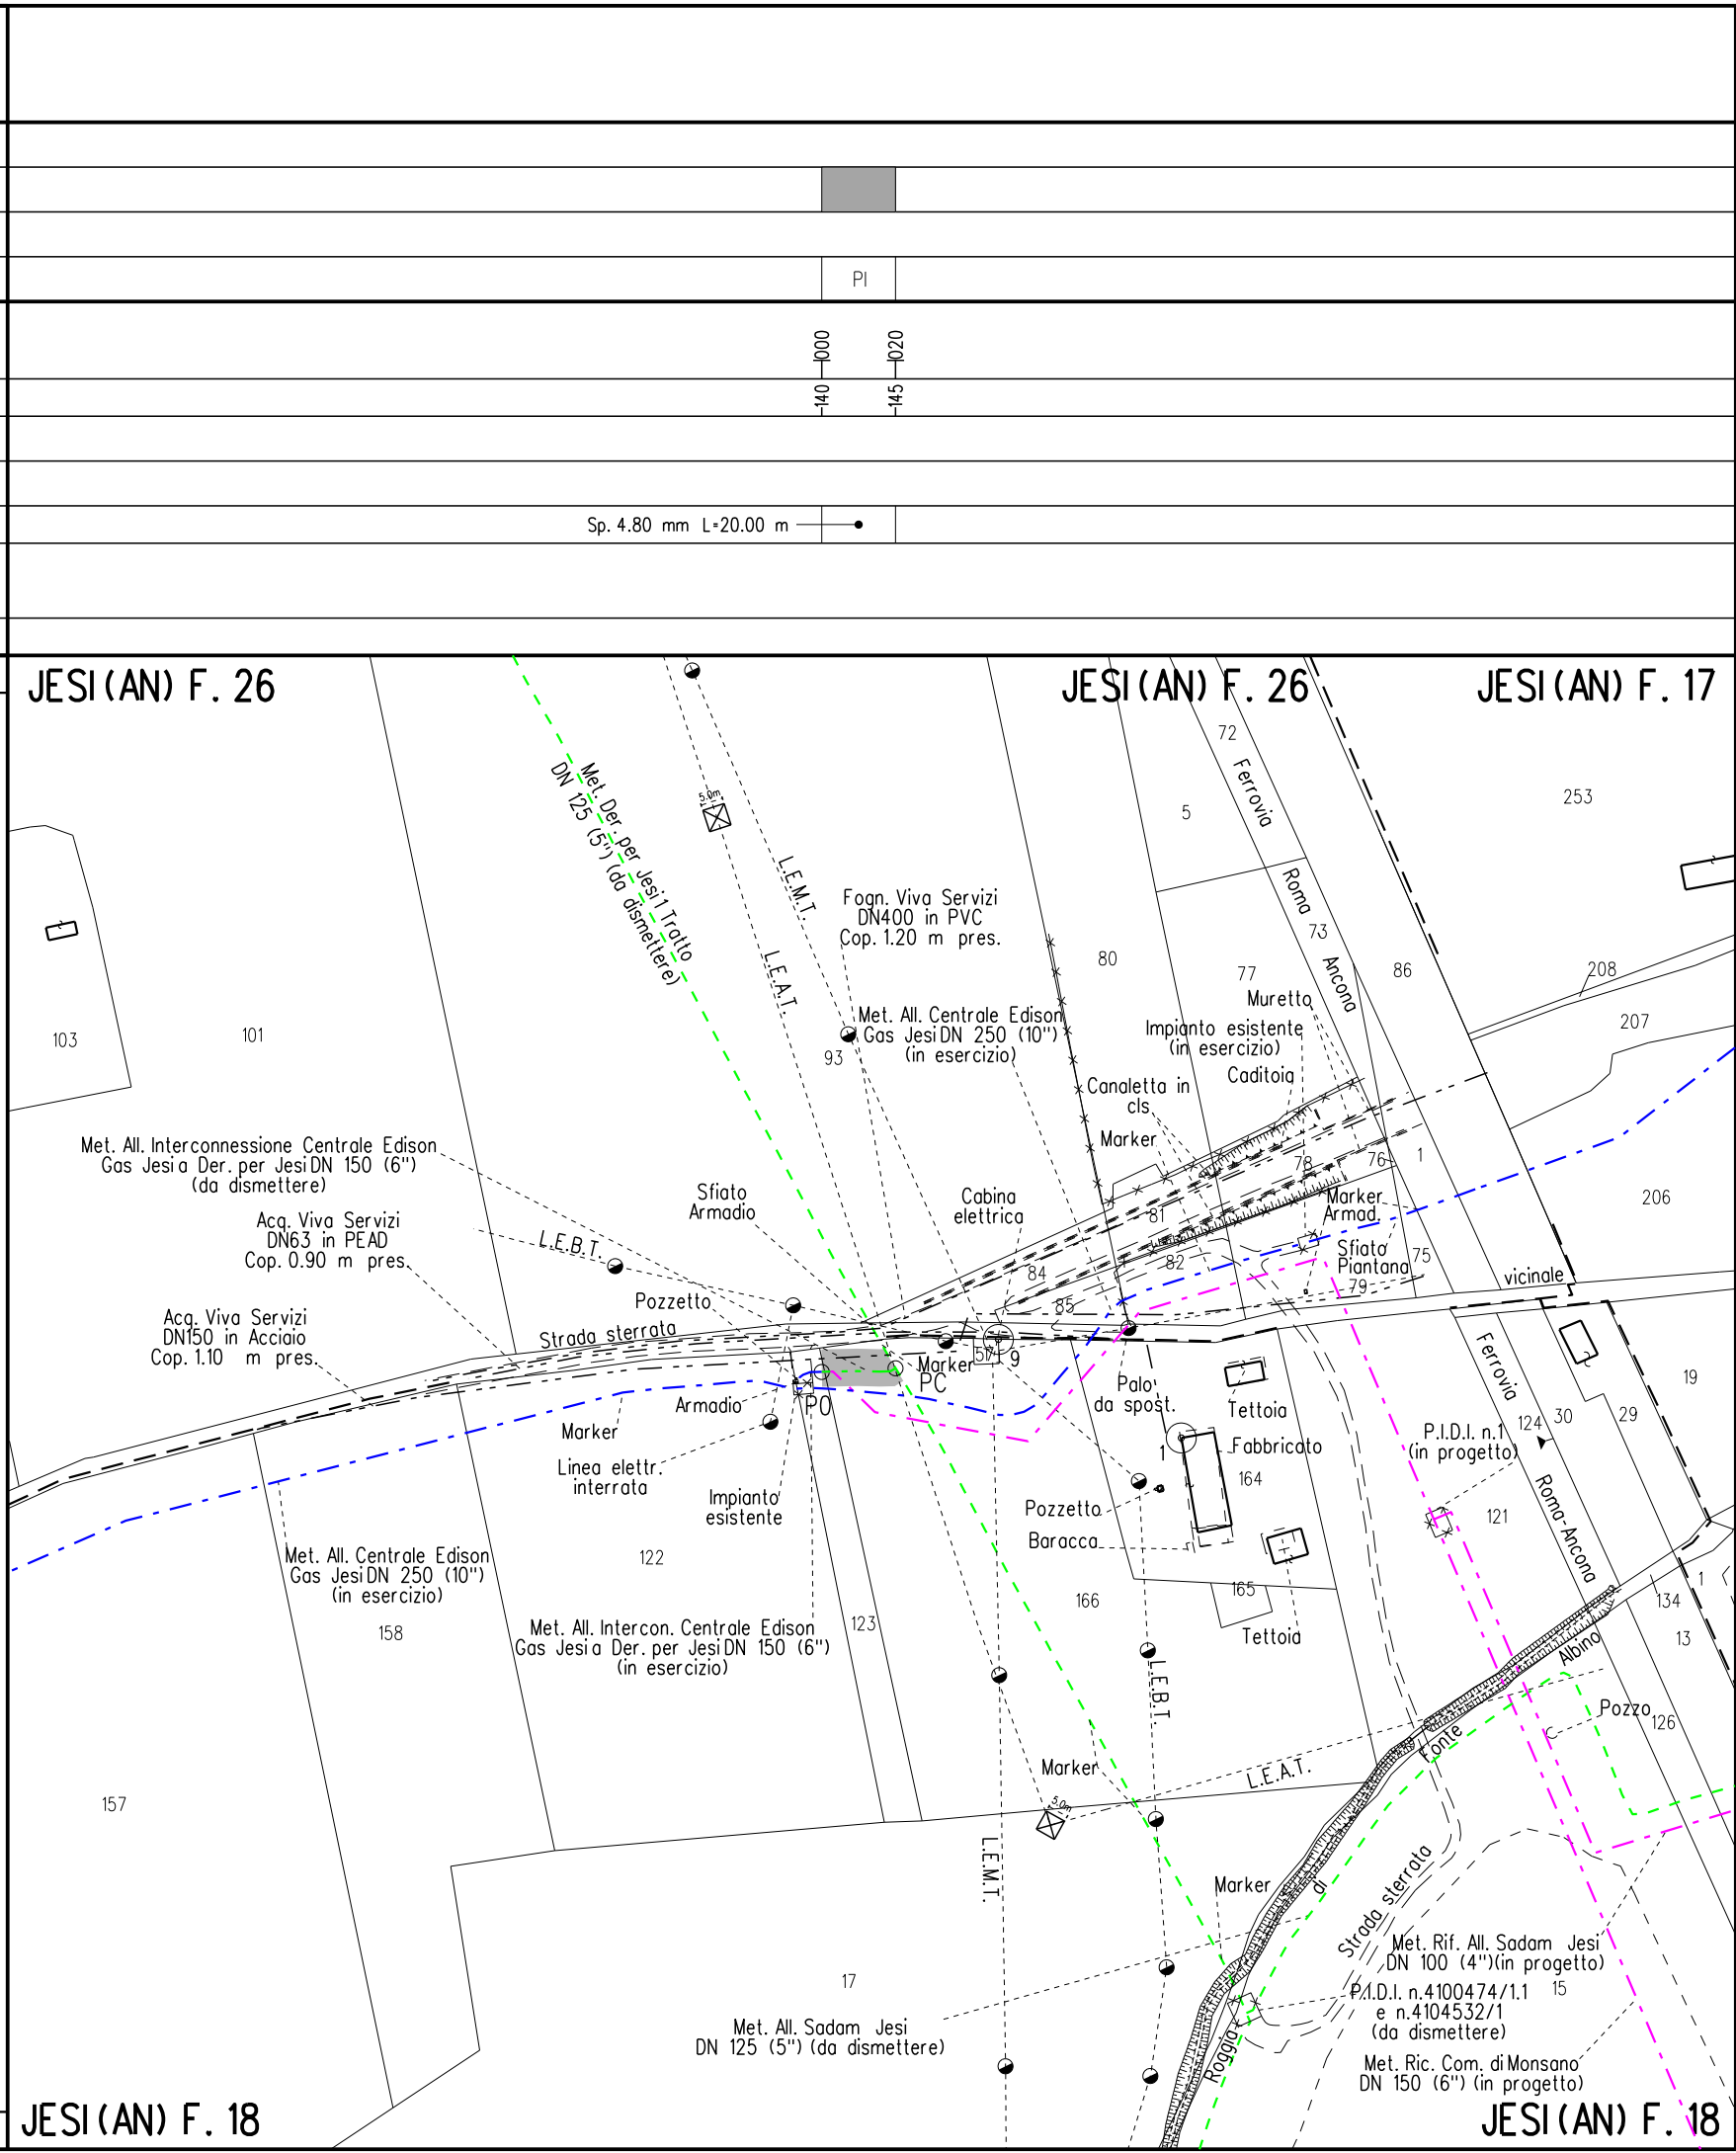 PI
000
020
140
145
Sp. 4.80 mm L=20.00 m
JESI (AN) F. 26
JESI (AN) F. 26
JESI (AN) F. 17
72
Ferrovia
5
253
5.0m
Met. Der. per Jesi 1 Tratto
DN 125 (5") (da dismettere)
L.E.M.T.
Fogn. Viva Servizi
DN400 in PVC
Cop. 1.20 m pres.
Roma
73
Ancona
80
77
86
208
L.E.A.T.
Muretto
207
103
101
93
Met. All. Centrale Edison
Gas Jesi DN 250 (10")
(in esercizio)
Impianto esistente
(in esercizio)
Caditoia
Canaletta in
cls
Marker
Met. All. Interconnessione Centrale Edison
Gas Jesi a Der. per Jesi DN 150 (6")
(da dismettere)
78
76
1
Sfiato
Armadio
Cabina
elettrica
Marker
Armad.
206
Acq. Viva Servizi
DN63 in PEAD
Cop. 0.90 m pres.
81
L.E.B.T.
82
84
Sfiato
Piantana
75
79
vicinale
Pozzetto
85
Acq. Viva Servizi
DN150 in Acciaio
Cop. 1.10 m pres.
Strada sterrata
57
9
Marker
PC
P0
Armadio
Palo
da spost.
Tettoia
Ferrovia
19
Marker
124
30
29
P.I.D.I. n.1
(in progetto)
1
Fabbricato
164
Linea elettr.
interrata
Impianto
esistente
Pozzetto
Baracca
121
Roma-Ancona
Met. All. Centrale Edison
Gas Jesi DN 250 (10")
(in esercizio)
122
158
123
166
165
1
134
13
Met. All. Intercon. Centrale Edison
Gas Jesi a Der. per Jesi DN 150 (6")
(in esercizio)
Tettoia
Albino
L.E.B.T.
Pozzo
126
Fonte
Marker
L.E.A.T.
157
5.0m
L.E.M.T.
Marker
di
Strada sterrata
Met. Rif. All. Sadam Jesi
DN 100 (4") (in progetto)
17
15
P.I.D.I. n.4100474/1.1
e n.4104532/1
(da dismettere)
Met. All. Sadam Jesi
DN 125 (5") (da dismettere)
Roggia
Met. Ric. Com. di Monsano
DN 150 (6") (in progetto)
JESI (AN) F. 18
JESI (AN) F. 18